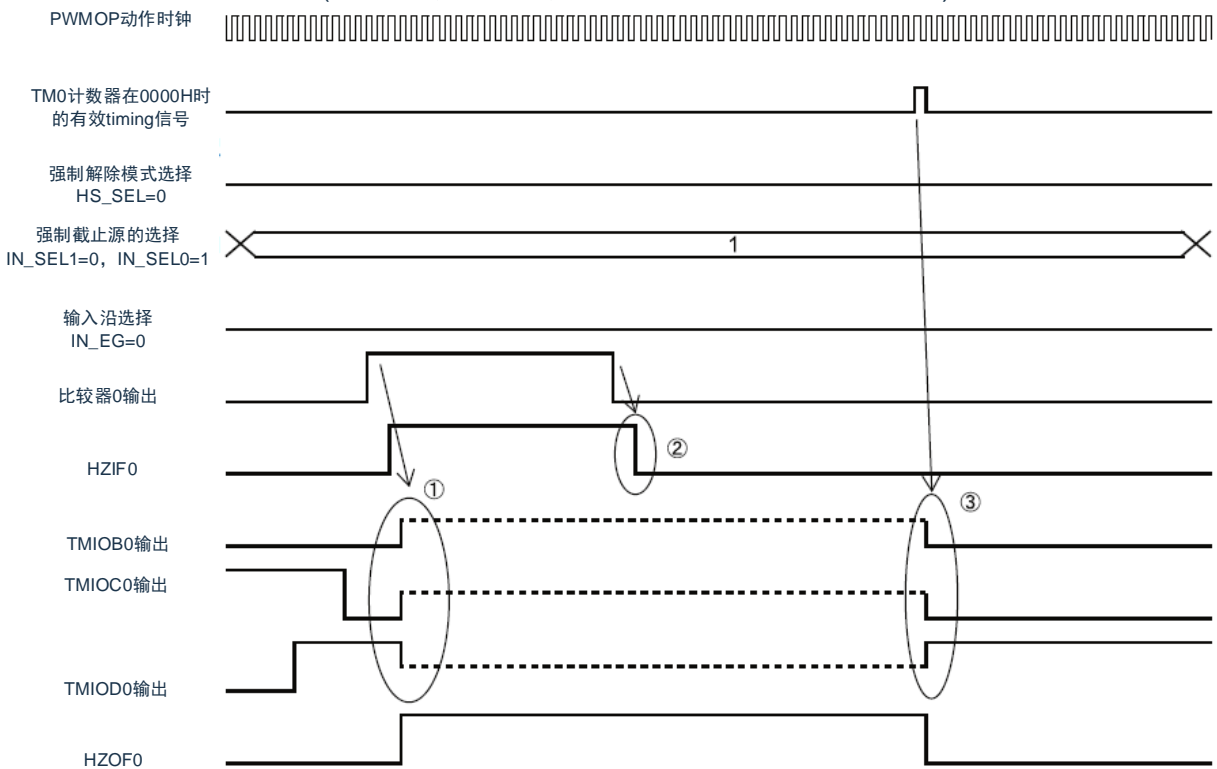 PWMOP动作时钟
TM0计数器在0000H时
的有效timing信号
强制解除模式选择
HS_SEL=0
强制截止源的选择
IN_SEL1=0，IN_SEL0=1
1
输入沿选择
IN_EG=0
比较器0输出
HZIF0
②
①
③
TMIOB0输出
TMIOC0输出
TMIOD0输出
HZOF0